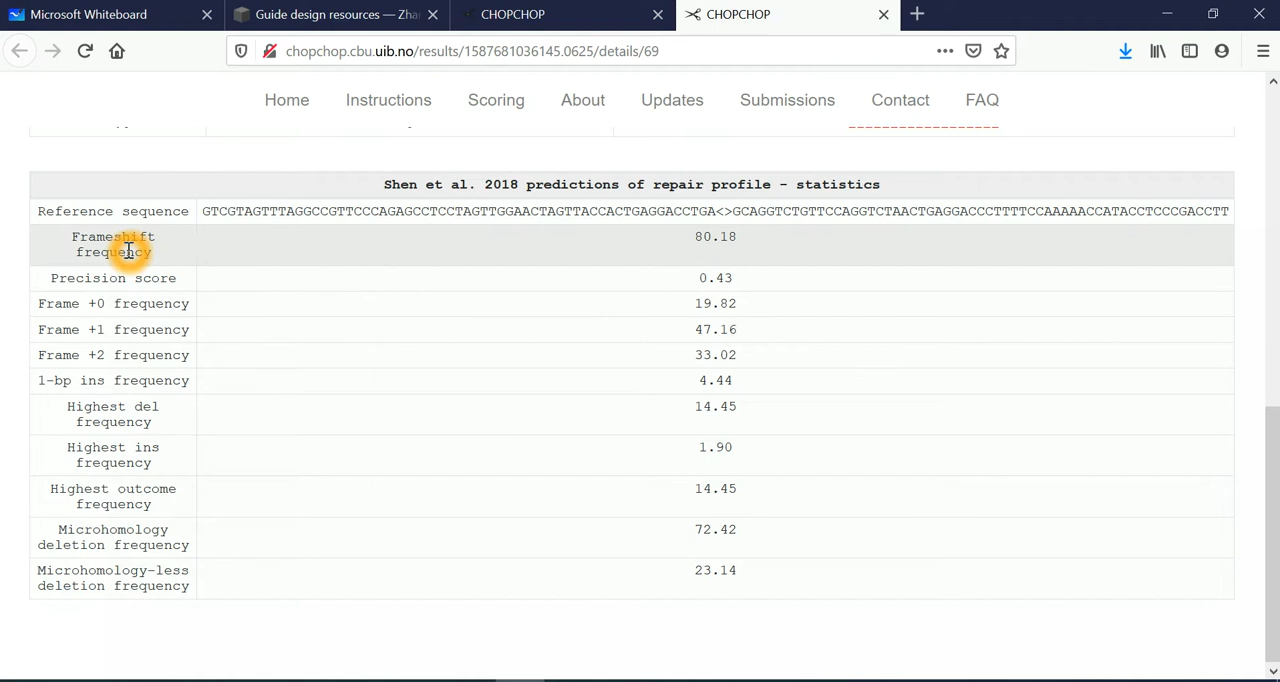 Microsoft Whiteboard
Guide design resources — Zha
CHOPCHOP
CHOPCHOP
chopchop.cbu.uib.no/results/1587681036145.0625/details/69
Home Instructions Scoring About Updates Submissions Contact FAQ
Shen et al. 2018 predictions of repair profile - statistics
Reference sequence GTCGTAGTTTAGGCCGTTCCCAGAGCCTCCTAGTTGGAACTAGTTACCACTGAGGACCTGA<>GCAGGTCTGTTCCAGGTCTAACTGAGGACCCTTTTCCAAAAACCATACCTCCCGACCTT
Frameshift frequency 80.18
Precision score 0.43
Frame +0 frequency 19.82
Frame +1 frequency 47.16
Frame +2 frequency 33.02
1-bp ins frequency 4.44
Highest del frequency 14.45
Highest ins frequency 1.90
Highest outcome frequency 14.45
Microhomology deletion frequency 72.42
Microhomology-less deletion frequency 23.14